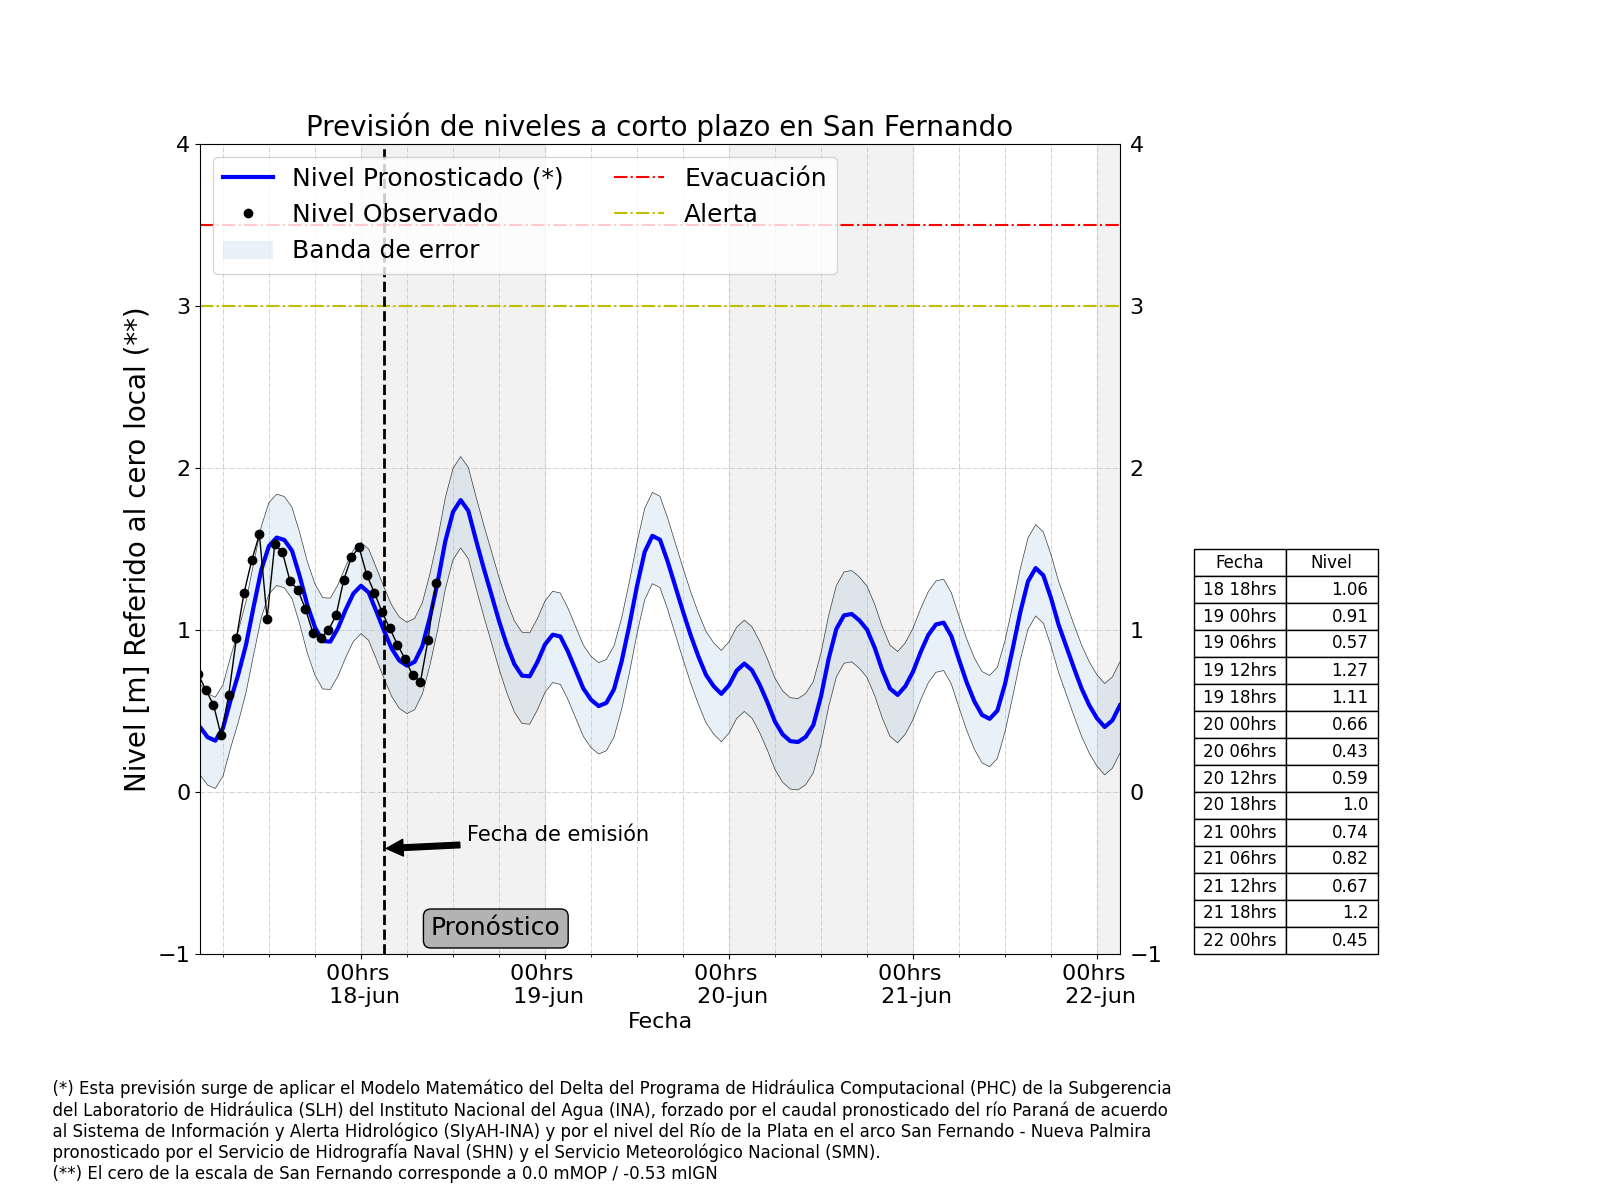 Previsión de niveles a corto plazo en San Fernando
Nivel Pronosticado (*)
Nivel Observado
Banda de error
Evacuación
Alerta
Nivel [m] Referido al cero local (**)
4
3
2
1
0
−1
4
3
2
1
0
−1
Fecha de emisión
Pronóstico
00hrs
18-jun
00hrs
19-jun
00hrs
20-jun
00hrs
21-jun
00hrs
22-jun
Fecha
Fecha Nivel
18 18hrs 1.06
19 00hrs 0.91
19 06hrs 0.57
19 12hrs 1.27
19 18hrs 1.11
20 00hrs 0.66
20 06hrs 0.43
20 12hrs 0.59
20 18hrs 1.0
21 00hrs 0.74
21 06hrs 0.82
21 12hrs 0.67
21 18hrs 1.2
22 00hrs 0.45
(*) Esta previsión surge de aplicar el Modelo Matemático del Delta del Programa de Hidráulica Computacional (PHC) de la Subgerencia
del Laboratorio de Hidráulica (SLH) del Instituto Nacional del Agua (INA), forzado por el caudal pronosticado del río Paraná de acuerdo
al Sistema de Información y Alerta Hidrológico (SIyAH-INA) y por el nivel del Río de la Plata en el arco San Fernando - Nueva Palmira
pronosticado por el Servicio de Hidrografía Naval (SHN) y el Servicio Meteorológico Nacional (SMN).
(**) El cero de la escala de San Fernando corresponde a 0.0 mMOP / -0.53 mIGN